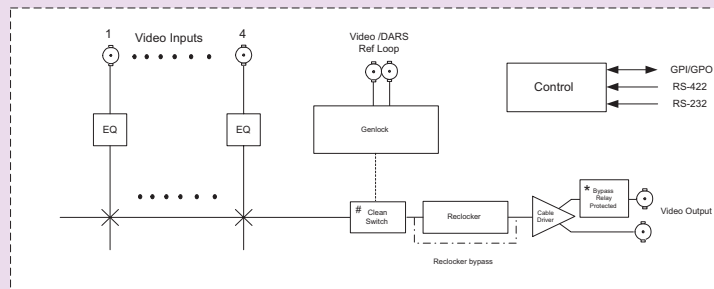 1
Video Inputs
4
Video /DARS
Ref Loop
Control
GPI/GPO
RS-422
RS-232
EQ
EQ
Genlock
# Clean
Switch
Reclocker
Cable
Driver
* Bypass
Relay
Protected
Video Output
Reclocker bypass